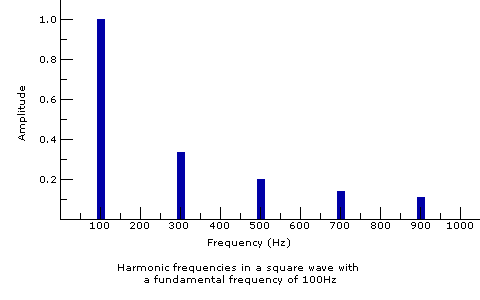 1.0
0.8
0.6
0.4
0.2
Amplitude
100 200 300 400 500 600 700 800 900 1000
Frequency (Hz)
Harmonic frequencies in a square wave with
a fundamental frequency of 100Hz